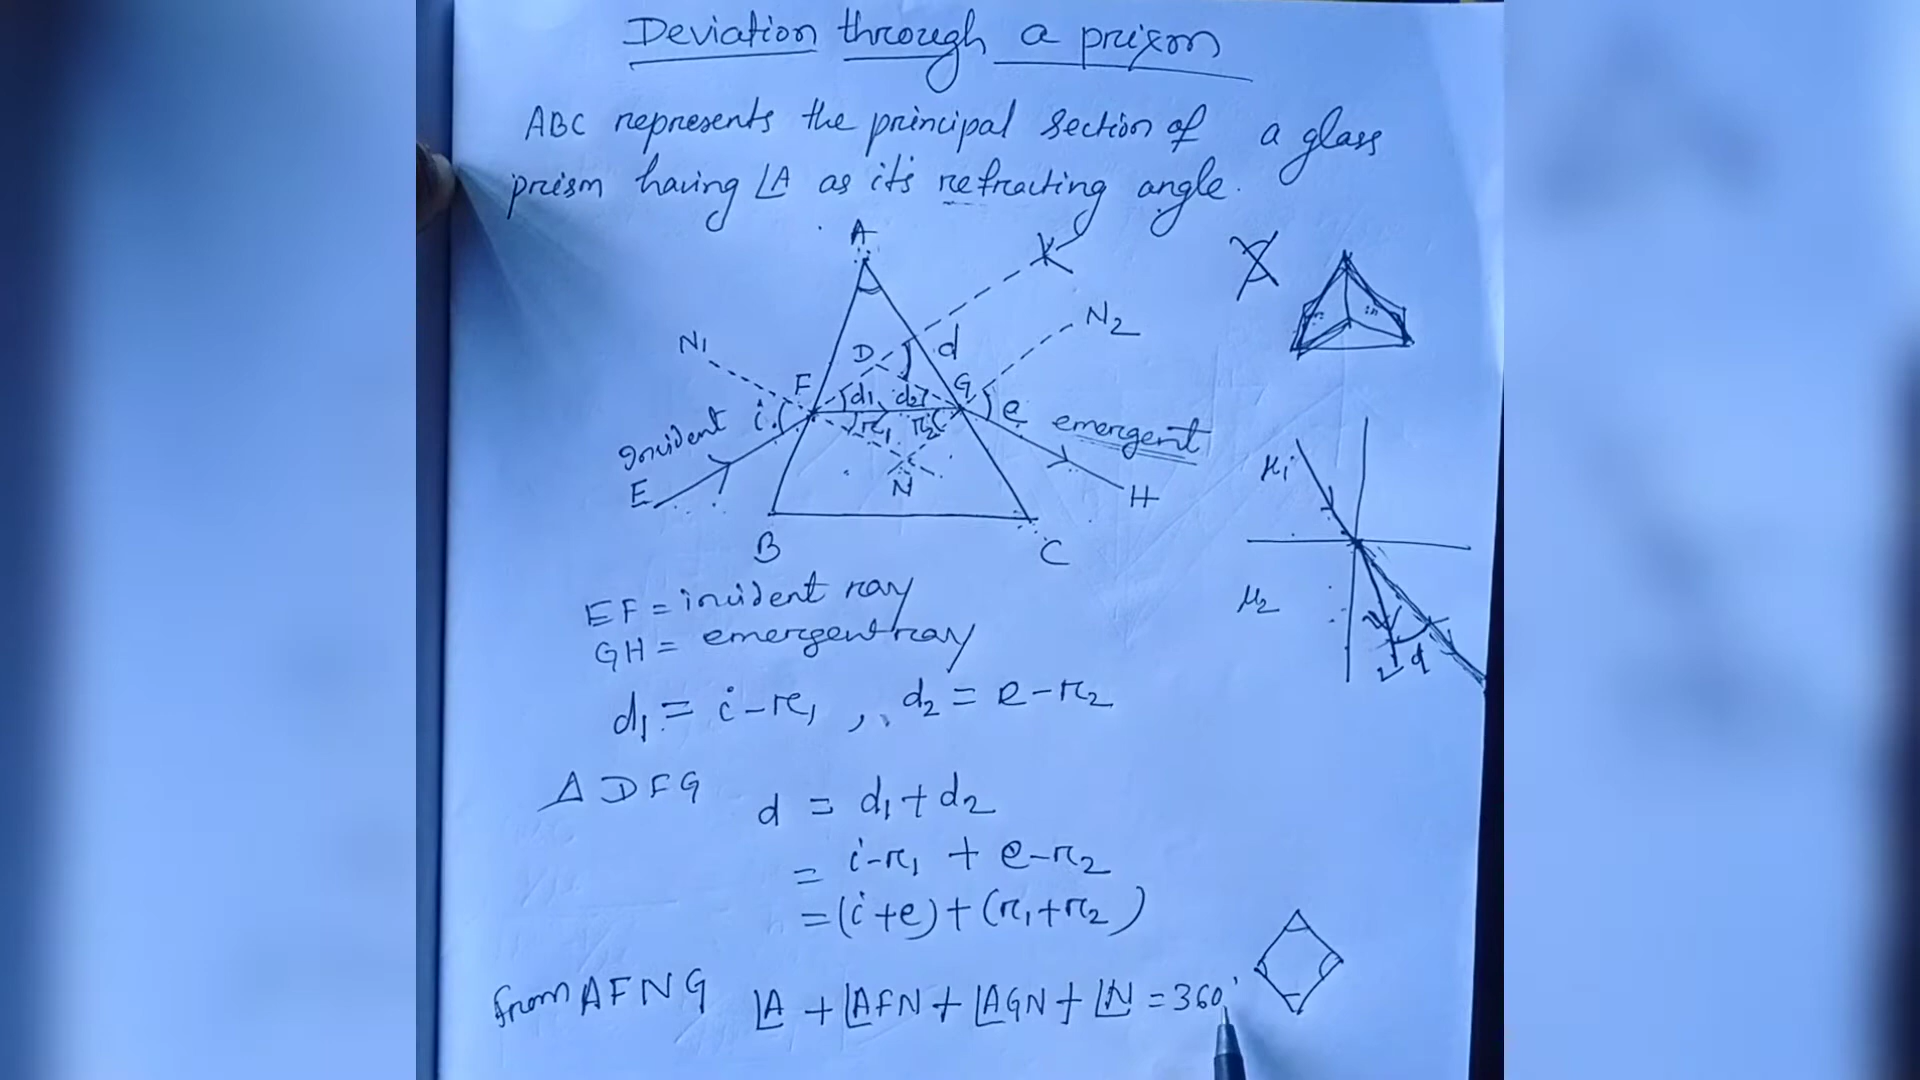 Deviation through a prism
ABC represents the principal section of a glass
prism having ∠A as its refracting angle.
A
K
N1
N2
D
d
F
G
d1
d2
i
r1
r2
e
Incident
emergent
E
N
H
B
C
μ1
μ2
d
EF = incident ray
GH = emergent ray
d1 = i-r1 , d2 = e-r2
Δ DFG
d = d1+d2
= i-r1 + e-r2
=(i+e)+(r1+r2)
from AFNG ∠A + ∠AFN + ∠AGN + ∠N = 360°